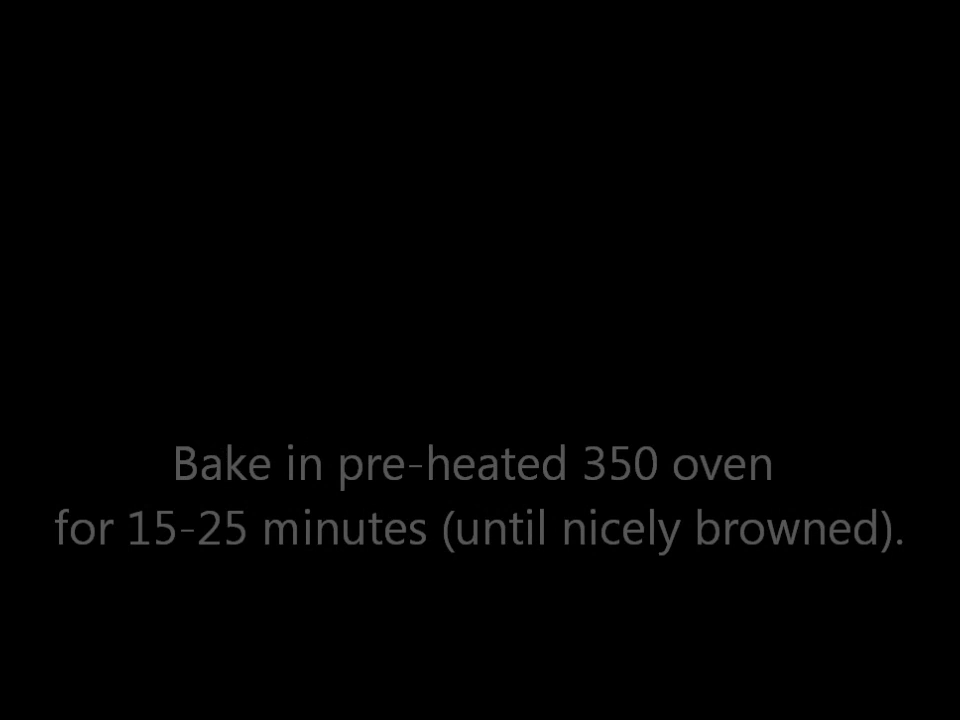 Bake in pre-heated 350 oven
for 15-25 minutes (until nicely browned).